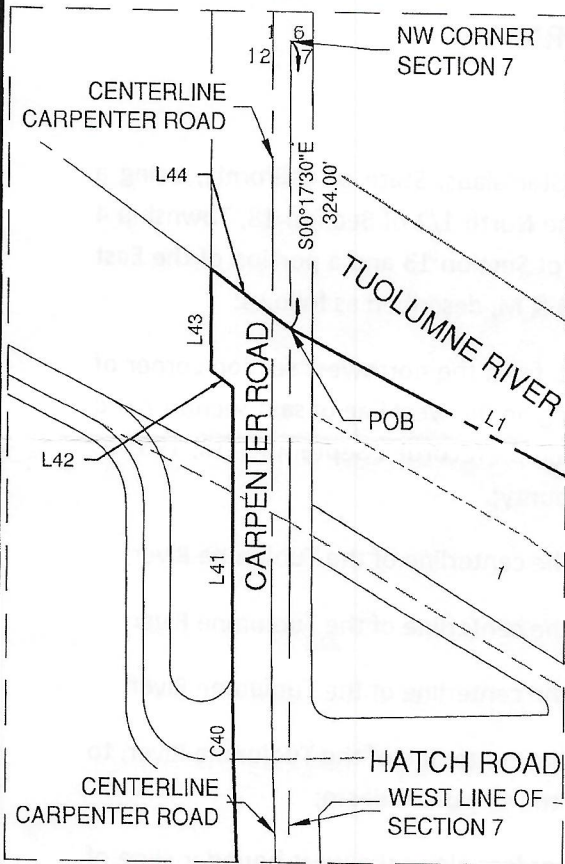 1 6
12 7
NW CORNER
SECTION 7
CENTERLINE
CARPENTER ROAD
L44
S00°17'30"E
324.00'
TUOLUMNE RIVER
L43
CARPENTER ROAD
POB
L1
L42
L41
1
C40
HATCH ROAD
CENTERLINE
CARPENTER ROAD
WEST LINE OF
SECTION 7